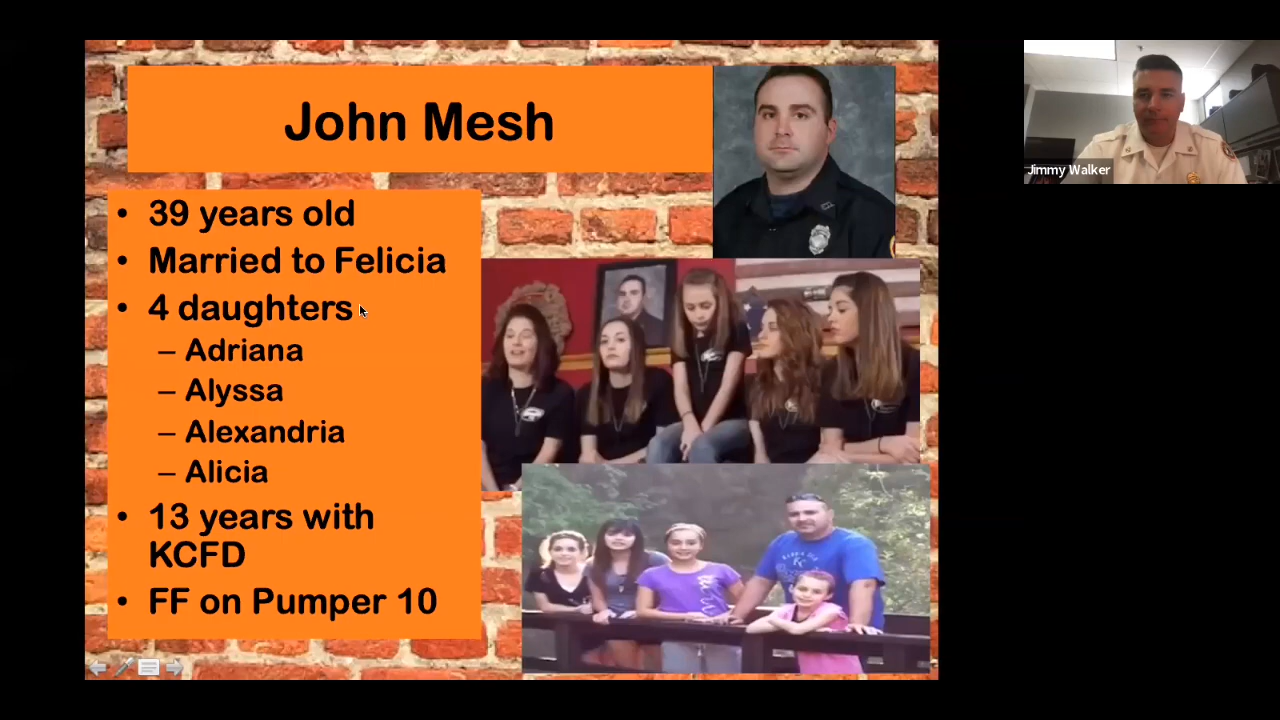 John Mesh
• 39 years old
• Married to Felicia
• 4 daughters
– Adriana
– Alyssa
– Alexandria
– Alicia
• 13 years with
KCFD
• FF on Pumper 10
Jimmy Walker